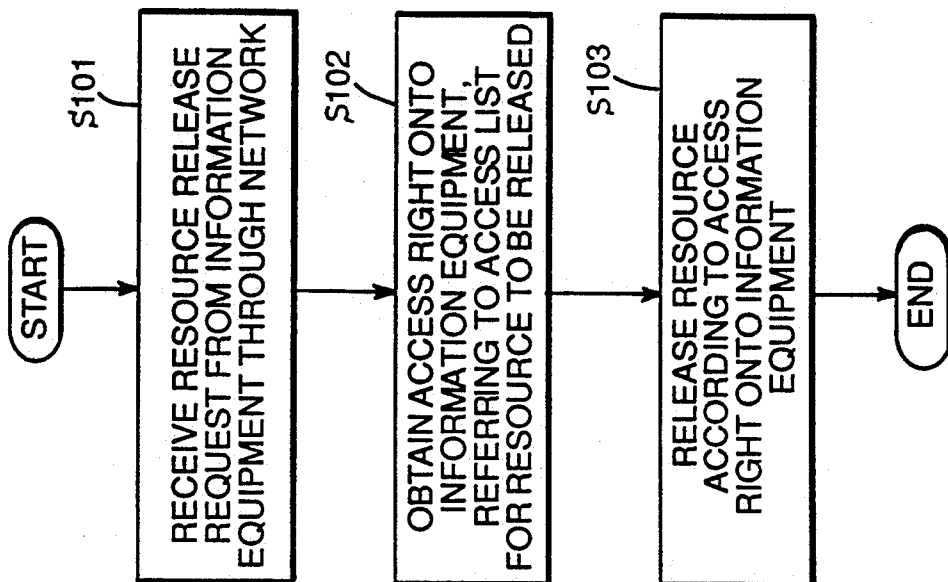 START
S101
RECEIVE RESOURCE RELEASE
REQUEST FROM INFORMATION
EQUIPMENT THROUGH NETWORK
S102
OBTAIN ACCESS RIGHT ONTO
INFORMATION EQUIPMENT,
REFERRING TO ACCESS LIST
FOR RESOURCE TO BE RELEASED
S103
RELEASE RESOURCE
ACCORDING TO ACCESS
RIGHT ONTO INFORMATION
EQUIPMENT
END